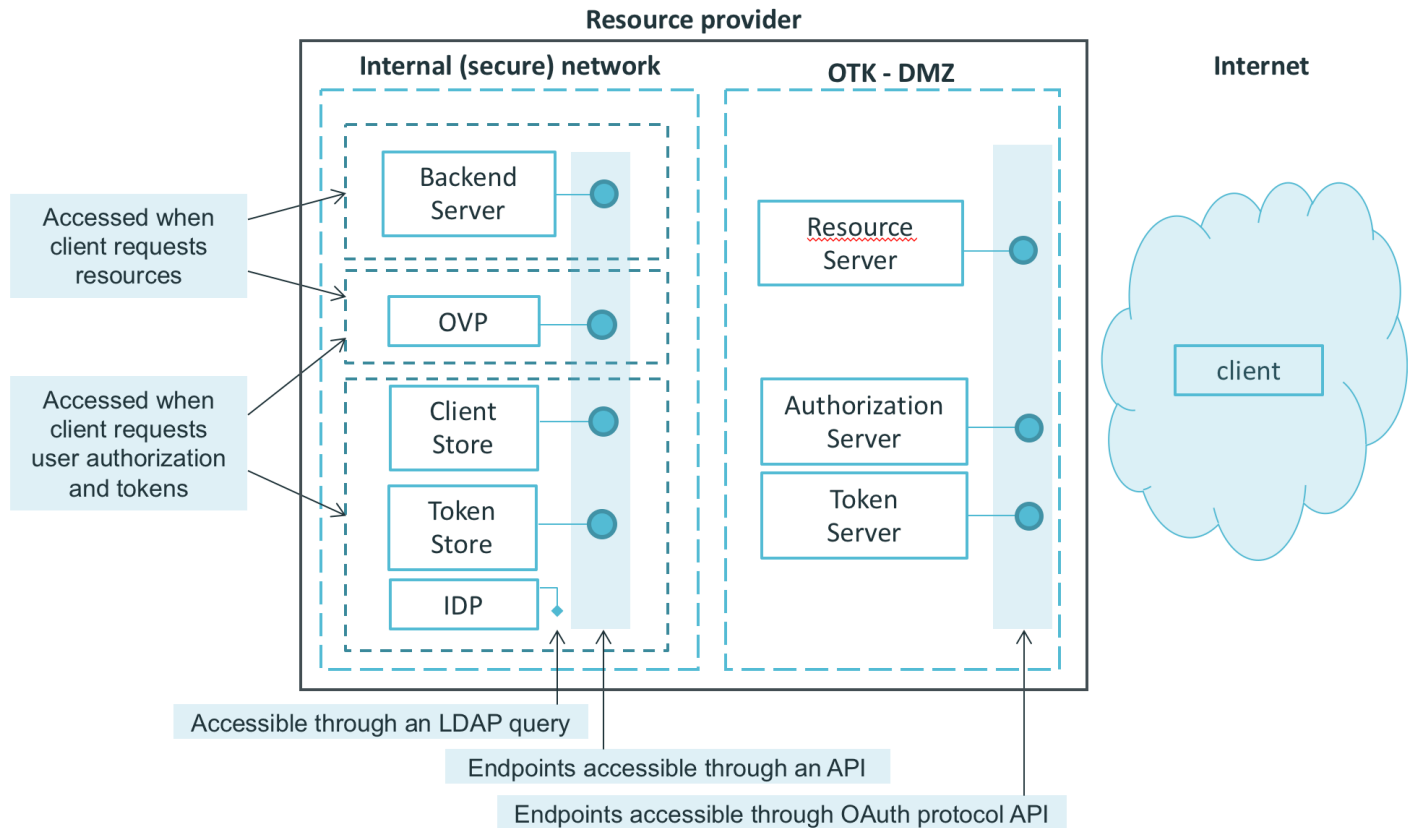 Resource provider
Internal (secure) network
OTK - DMZ
Internet
Backend
Server
Accessed when
client requests
resources
Resource
Server
OVP
client
Accessed when
client requests
user authorization
and tokens
Client
Store
Authorization
Server
Token
Store
Token
Server
IDP
Accessible through an LDAP query
Endpoints accessible through an API
Endpoints accessible through OAuth protocol API